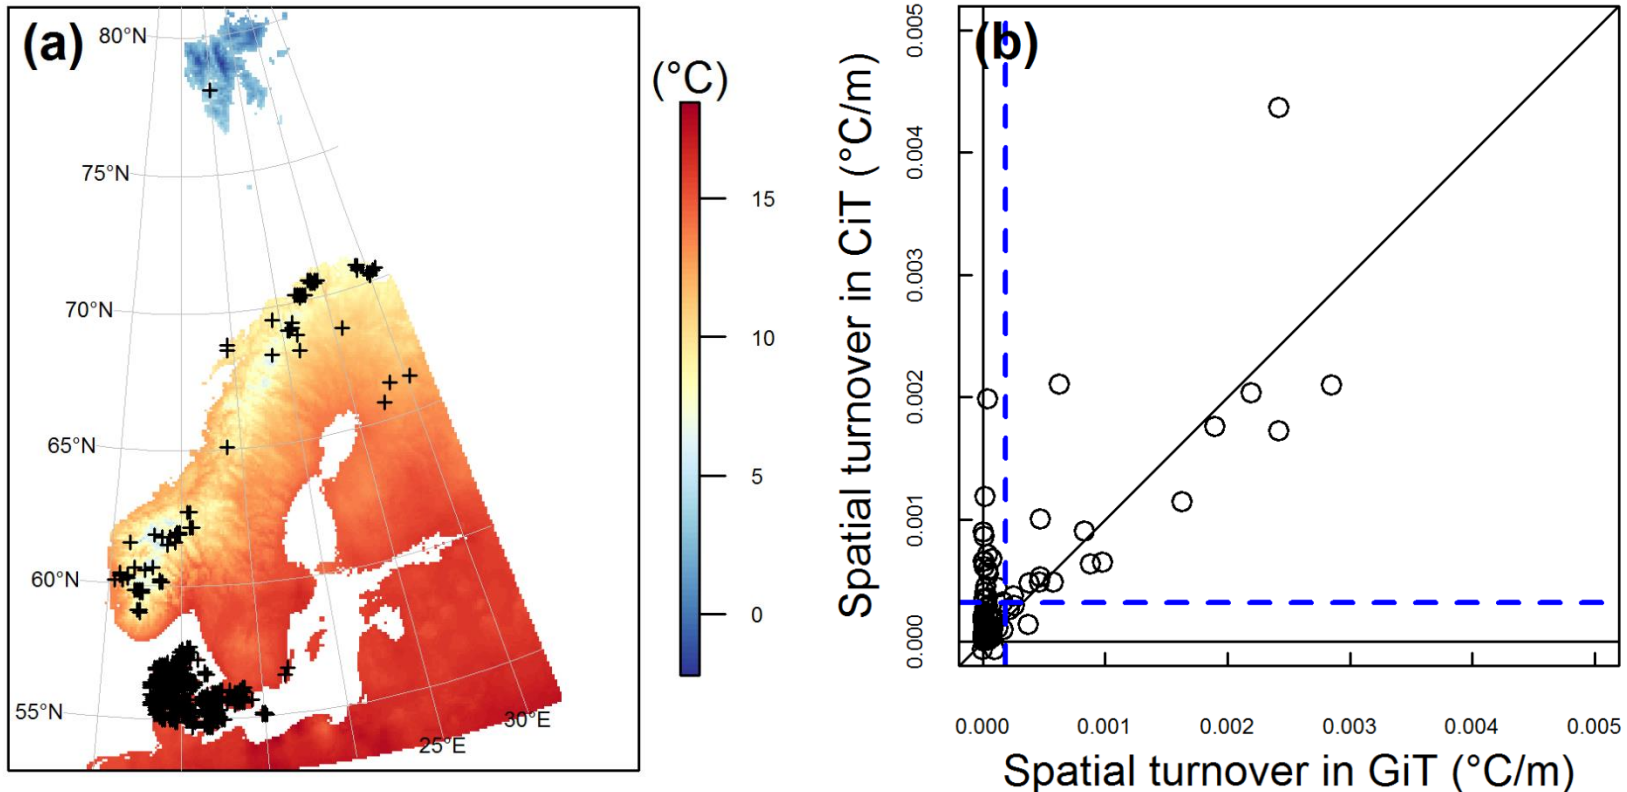 (a)
80°N
75°N
70°N
65°N
60°N
55°N
25°E
30°E
(°C)
15
10
5
0
(b)
Spatial turnover in CiT (°C/m)
0.005
0.004
0.003
0.002
0.001
0.000
0.000 0.001 0.002 0.003 0.004 0.005
Spatial turnover in GiT (°C/m)